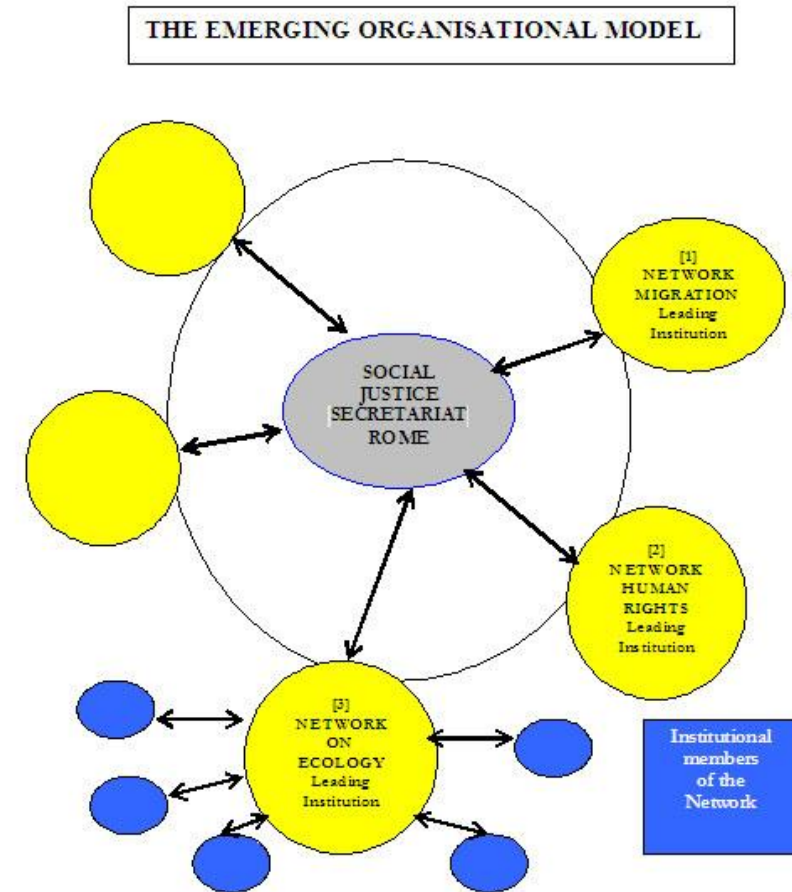 THE EMERGING ORGANISATIONAL MODEL
[1]
NETWORK
MIGRATION
Leading
Institution
SOCIAL
JUSTICE
SECRETARIAT
ROME
[2]
NETWORK
HUMAN
RIGHTS
Leading
Institution
[3]
NETWORK
ON
ECOLOGY
Leading
Institution
Institutional
members
of the
Network